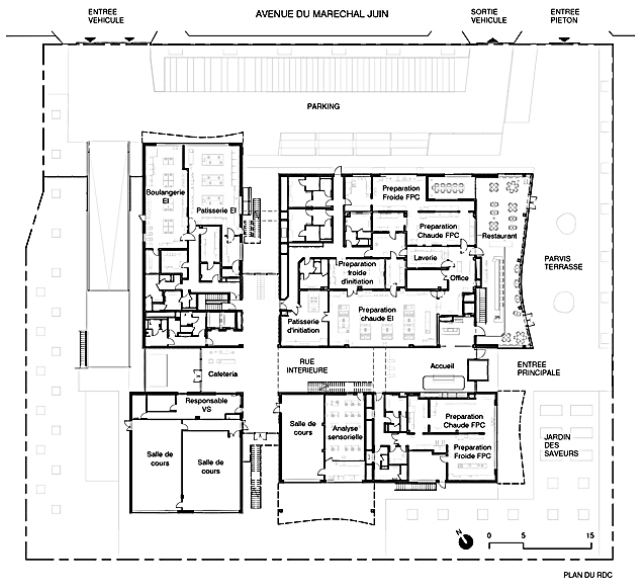 ENTREE
VEHICULE
AVENUE DU MARECHAL JUIN
SORTIE
VEHICULE
ENTREE
PIETON
PARKING
Boulangerie
EI
Patisserie EI
Preparation
Froide FPC
Preparation
Chaude FPC
Restaurant
Laverie
Office
Preparation
froide
d'initiation
Patisserie
d'initiation
Preparation
chaude EI
PARVIS
TERRASSE
Cafeteria
RUE
INTERIEURE
Accueil
ENTREE
PRINCIPALE
Responsable
VS
Salle de
cours
Salle de
cours
Salle de
cours
Analyse
sensorielle
Preparation
Chaude FPC
Preparation
Froide FPC
JARDIN
DES
SAVEURS
N
0 5 15
PLAN DU RDC